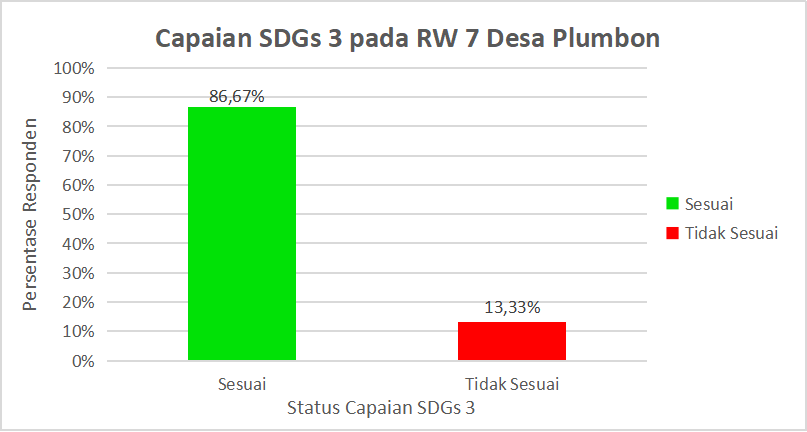 Capaian SDGs 3 pada RW 7 Desa Plumbon
100%
90%
80%
70%
60%
50%
40%
30%
20%
10%
0%
Persentase Responden
86,67%
13,33%
Sesuai
Tidak Sesuai
Status Capaian SDGs 3
Sesuai
Tidak Sesuai